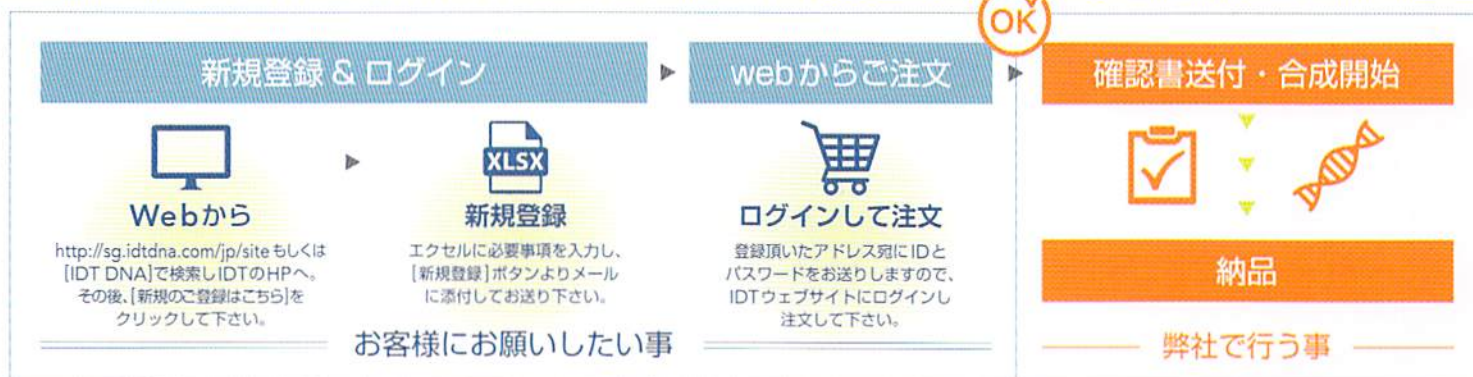 OK
新規登録 & ログイン
webからご注文
確認書送付・合成開始
XLSX
Webから
http://sg.idtdna.com/jp/site もしくは
[IDT DNA]で検索しIDTのHPへ。
その後、[新規のご登録はこちら]を
クリックして下さい。
新規登録
エクセルに必要事項を入力し、
[新規登録]ボタンよりメール
に添付してお送り下さい。
ログインして注文
登録頂いたアドレス宛にIDと
パスワードをお送りしますので、
IDTウェブサイトにログインし
注文して下さい。
納品
お客様にお願いしたい事
弊社で行う事